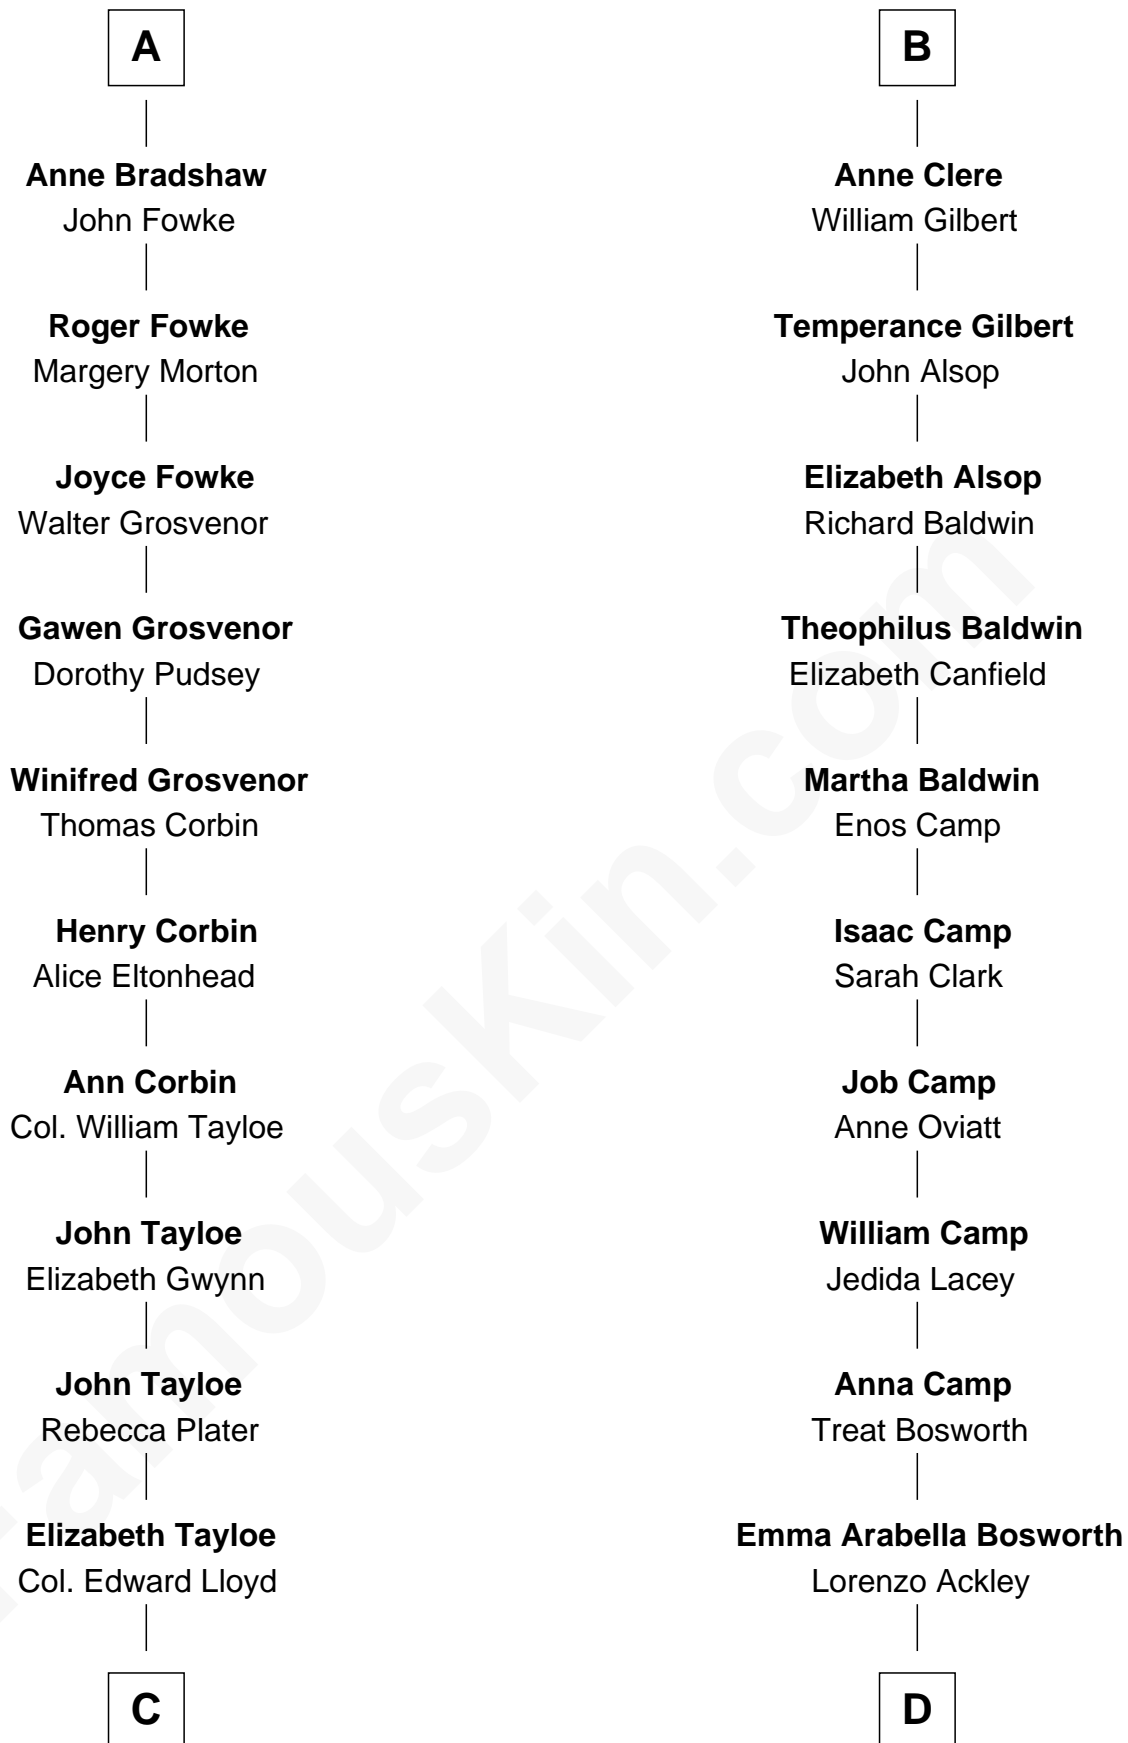 A
Anne Bradshaw
John Fowke
Roger Fowke
Margery Morton
Joyce Fowke
Walter Grosvenor
Gawen Grosvenor
Dorothy Pudsey
Winifred Grosvenor
Thomas Corbin
Henry Corbin
Alice Eltonhead
Ann Corbin
Col. William Tayloe
John Tayloe
Elizabeth Gwynn
John Tayloe
Rebecca Plater
Elizabeth Tayloe
Col. Edward Lloyd
C
B
Anne Clere
William Gilbert
Temperance Gilbert
John Alsop
Elizabeth Alsop
Richard Baldwin
Theophilus Baldwin
Elizabeth Canfield
Martha Baldwin
Enos Camp
Isaac Camp
Sarah Clark
Job Camp
Anne Oviatt
William Camp
Jedida Lacey
Anna Camp
Treat Bosworth
Emma Arabella Bosworth
Lorenzo Ackley
D
FamousKin.com